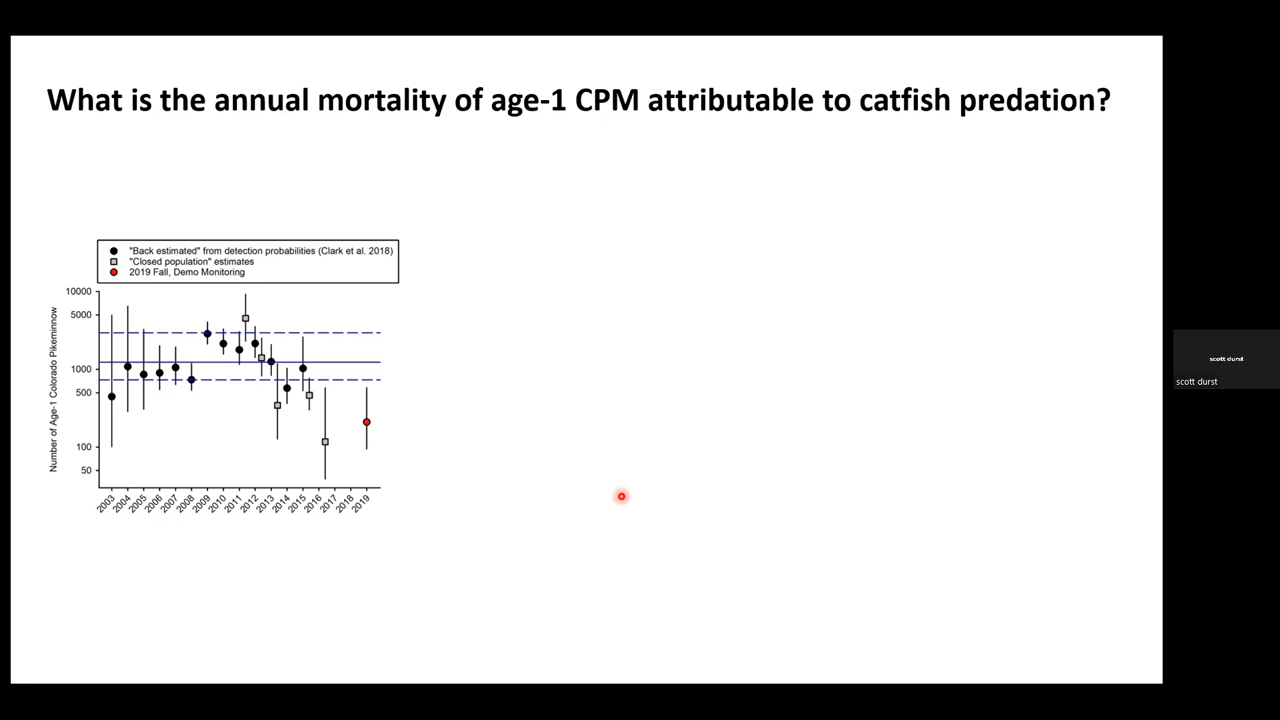 What is the annual mortality of age-1 CPM attributable to catfish predation?
"Back estimated" from detection probabilities (Clark et al. 2018)
"Closed population" estimates
2019 Fall, Demo Monitoring
Number of Age-1 Colorado Pikeminnow
10000
5000
1000
500
100
50
2003 2004 2005 2006 2007 2008 2009 2010 2011 2012 2013 2014 2015 2016 2017 2018 2019
scott durst
scott durst